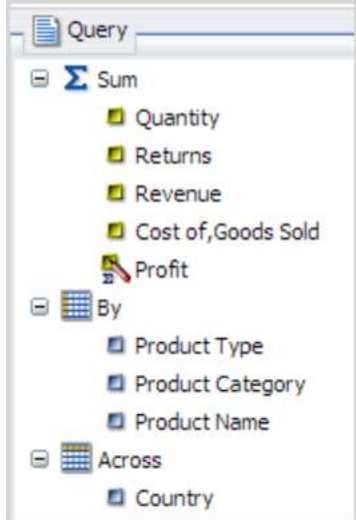 Query
Sum
Quantity
Returns
Revenue
Cost of,Goods Sold
Profit
By
Product Type
Product Category
Product Name
Across
Country